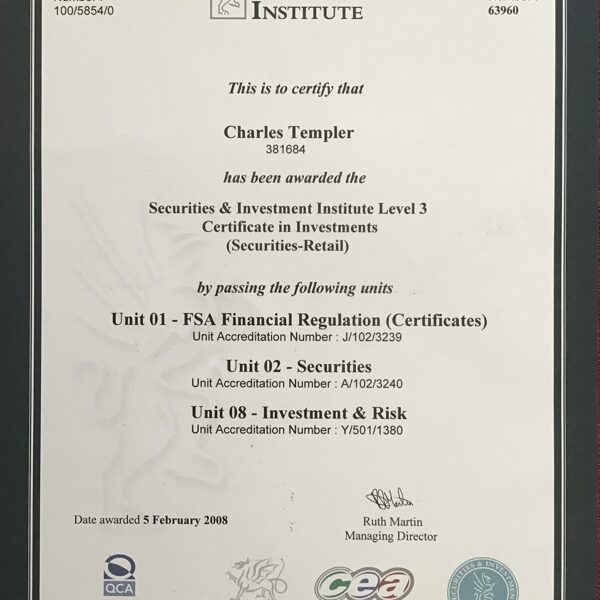 100/5854/0
INSTITUTE
63960
This is to certify that
Charles Templer
381684
has been awarded the
Securities & Investment Institute Level 3
Certificate in Investments
(Securities-Retail)
by passing the following units
Unit 01 - FSA Financial Regulation (Certificates)
Unit Accreditation Number : J/102/3239
Unit 02 - Securities
Unit Accreditation Number : A/102/3240
Unit 08 - Investment & Risk
Unit Accreditation Number : Y/501/1380
Date awarded 5 February 2008
Ruth Martin
Managing Director
QCA
cea
SECURITIES & INVESTMENT